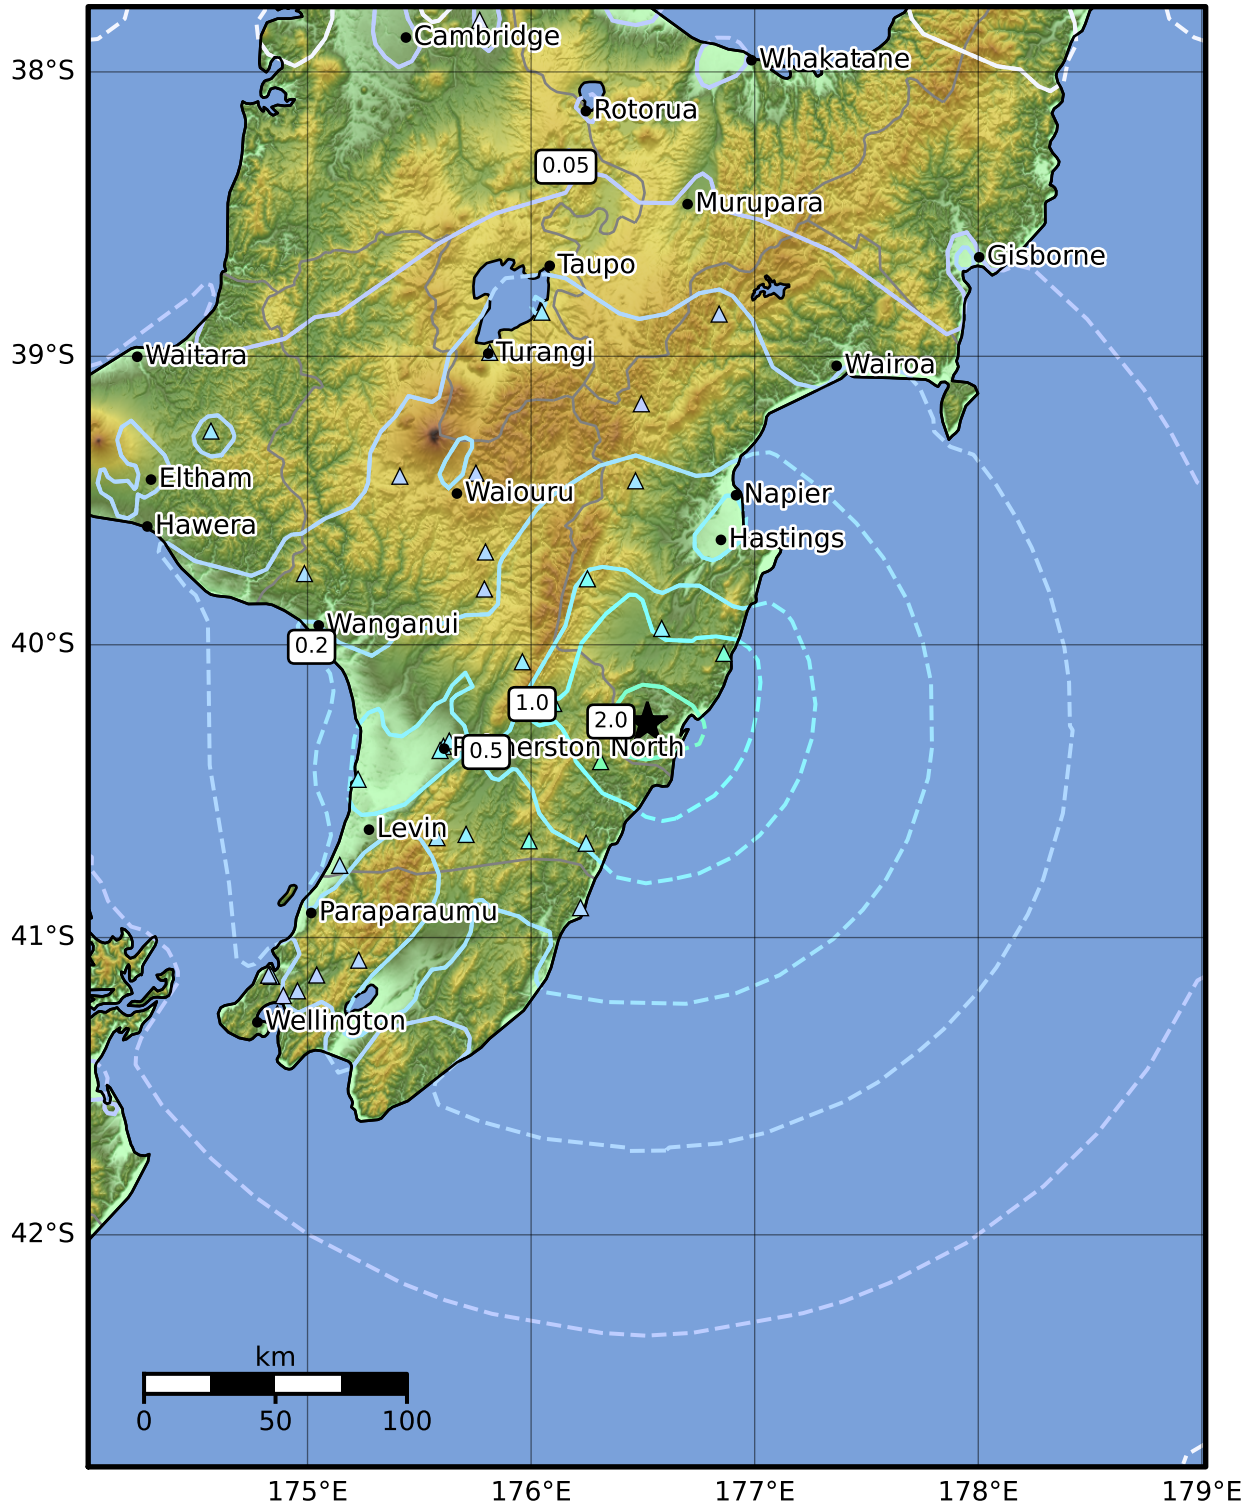 Cambridge
Whakatane
38°S
Rotorua
0.05
Murupara
Gisborne
Taupo
39°S
Waitara
Turangi
Wairoa
Eltham
Waiouru
Napier
Hawera
Hastings
Wanganui
40°S
0.2
1.0
2.0
0.5
North
Levin
Paraparaumu
41°S
Wellington
42°S
km
0 50 100
175°E 176°E 177°E 178°E 179°E